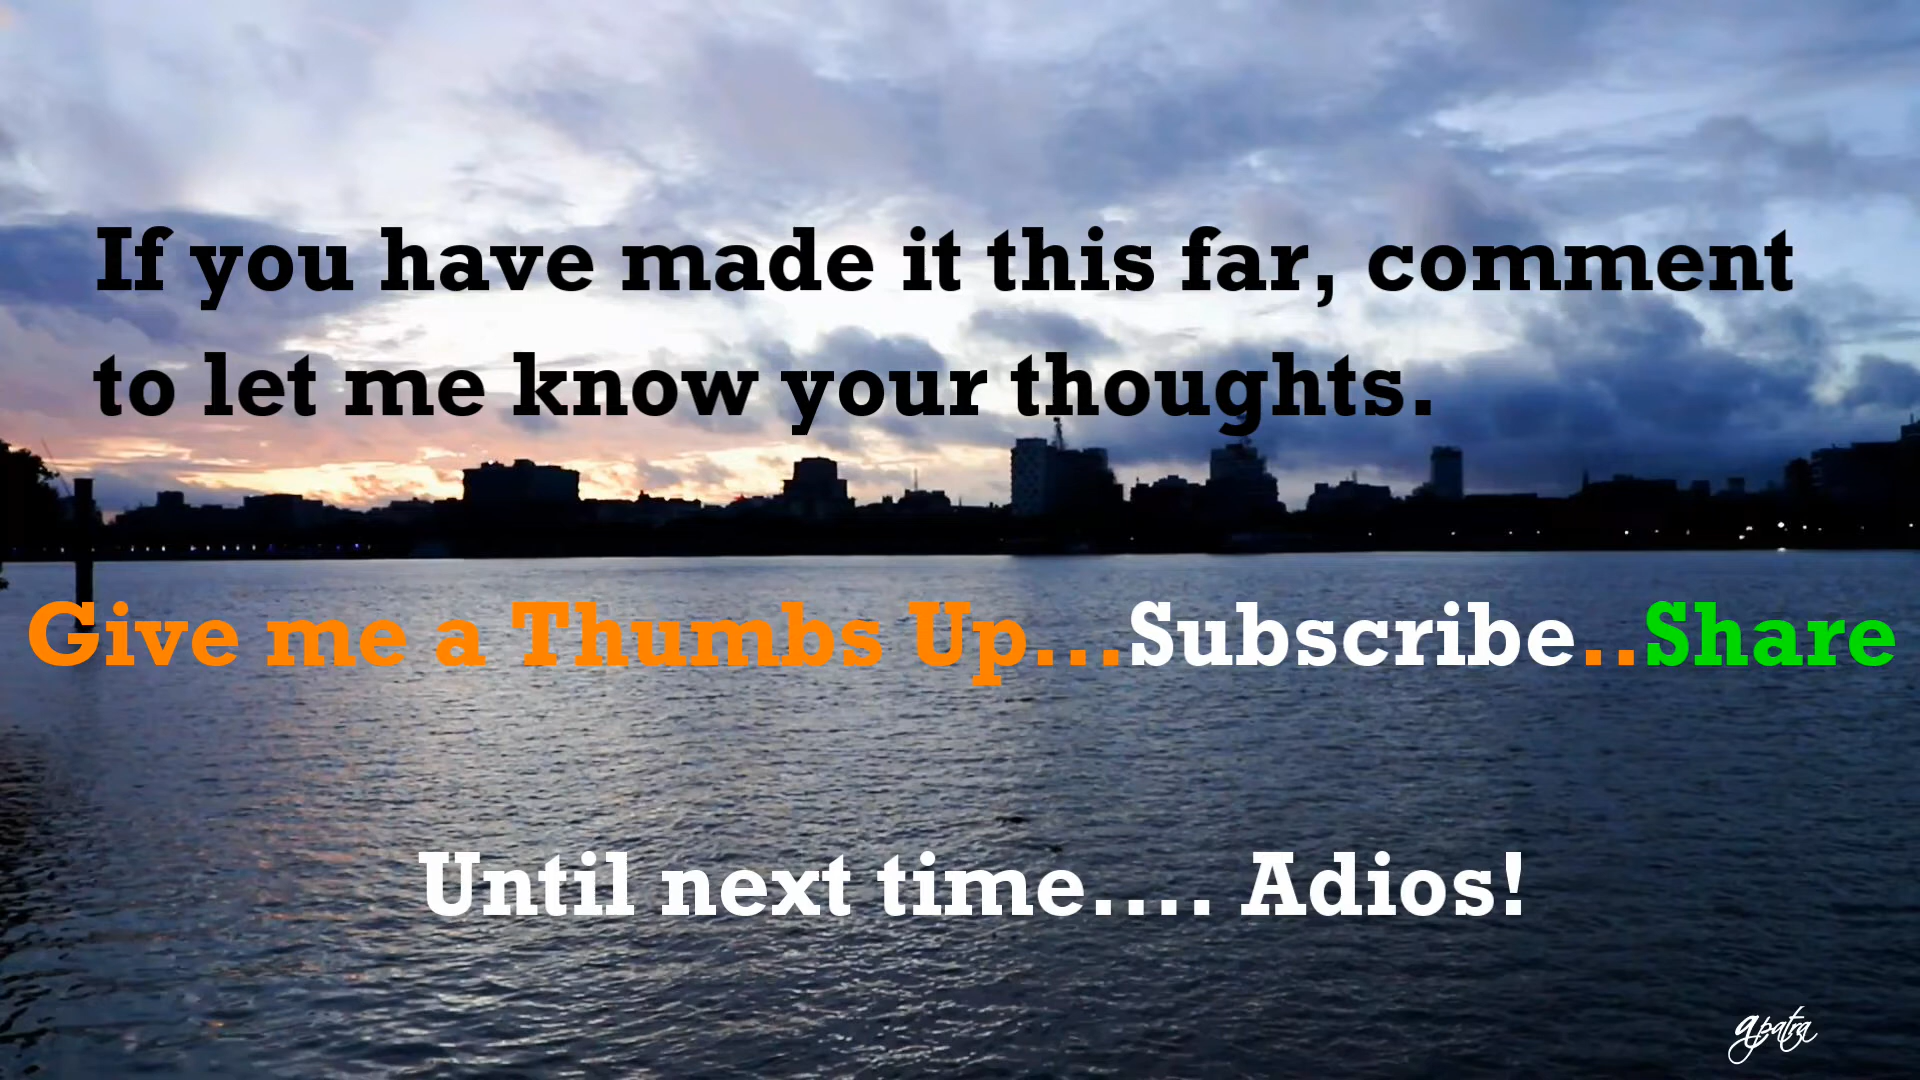 If you have made it this far, comment
to let me know your thoughts.
Give me a Thumbs Up...Subscribe..Share
Until next time.... Adios!
apatra